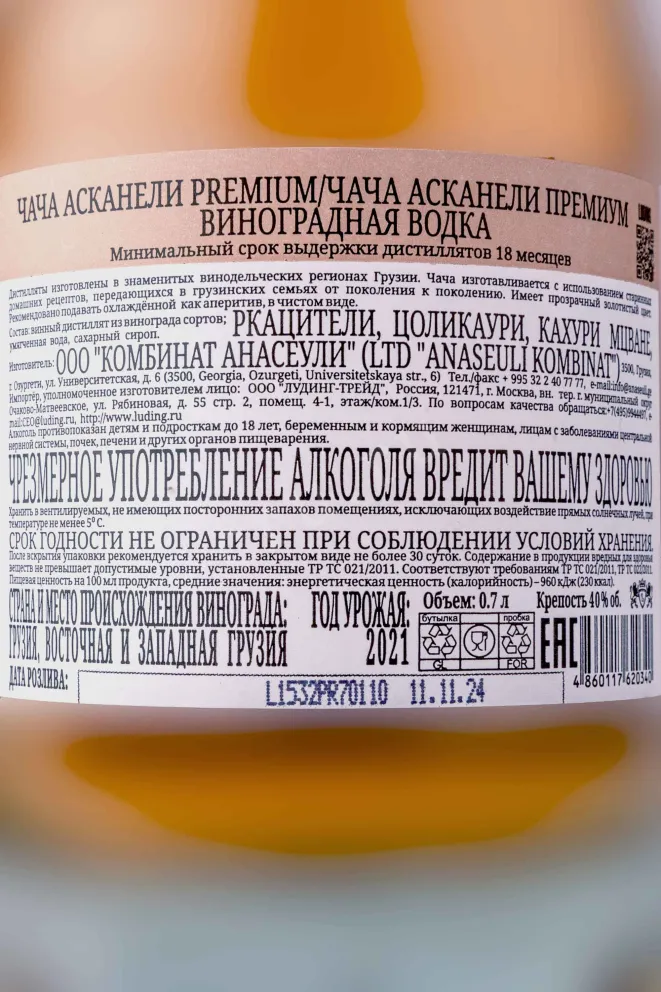 ЧАЧА АСКАНЕЛИ PREMIUM/ЧАЧА АСКАНЕЛИ ПРЕМИУМ
ВИНОГРАДНАЯ ВОДКА
Минимальный срок выдержки дистиллятов 18 месяцев
Дистилляты изготовлены в знаменитых винодельческих регионах Грузии. Чача изготавливается с использованием старинных
домашних рецептов, передающихся в грузинских семьях от поколения к поколению. Имеет прозрачный золотистый цвет.
Рекомендовано подавать охлаждённой как аперитив, в чистом виде.
Состав: винный дистиллят из винограда сортов: РКАЦИТЕЛИ, ЦОЛИКАУРИ, КАХУРИ МЦВАНЕ,
умягченная вода, сахарный сироп.
Изготовитель: ООО "КОМБИНАТ АНАСЕУЛИ" (LTD "ANASEULI KOMBINAT") 3500, Грузия,
г. Озургети, ул. Университетская, д. 6 (3500, Georgia, Ozurgeti, Universitetskaya str., 6) Тел./факс + 995 32 2 40 77 77, e-mail:
Импортёр, уполномоченное изготовителем лицо: ООО "ЛУДИНГ-ТРЕЙД", Россия, 121471, г. Москва, вн. тер. г. муниципальный округ
Очаково-Матвеевское, ул. Рябиновая, д. 55 стр. 2, помещ. 4-1, этаж/ком.1/3. По вопросам качества обращаться:
mail:CEO@luding.ru, http://www.luding.ru
Алкоголь противопоказан детям и подросткам до 18 лет, беременным и кормящим женщинам, лицам с заболеваниями центральной
нервной системы, почек, печени и других органов пищеварения.
ЧРЕЗМЕРНОЕ УПОТРЕБЛЕНИЕ АЛКОГОЛЯ ВРЕДИТ ВАШЕМУ ЗДОРОВЬЮ
Хранить в вентилируемых, не имеющих посторонних запахов помещениях, исключающих воздействие прямых солнечных лучей, при
температуре не менее 5⁰ С.
СРОК ГОДНОСТИ НЕ ОГРАНИЧЕН ПРИ СОБЛЮДЕНИИ УСЛОВИЙ ХРАНЕНИЯ.
После вскрытия упаковки рекомендуется хранить в закрытом виде не более 30 суток. Содержание в продукции вредных для здоровья
веществ не превышает допустимые уровни, установленные ТР ТС 021/2011. Соответствуют требованиям ТР ТС 021/2011, ТР ТС
Пищевая ценность на 100 мл продукта, средние значения: энергетическая ценность (калорийность) – 960 кДж (230 ккал).
СТРАНА И МЕСТО ПРОИСХОЖДЕНИЯ ВИНОГРАДА:
ГРУЗИЯ, ВОСТОЧНАЯ И ЗАПАДНАЯ ГРУЗИЯ
ГОД УРОЖАЯ:
2021
Объем: 0.7 л Крепость 40% об.
бутылка пробка
GL FOR
EAC
4 860117 620340
ДАТА РОЗЛИВА:
L1532PR70110 11.11.24